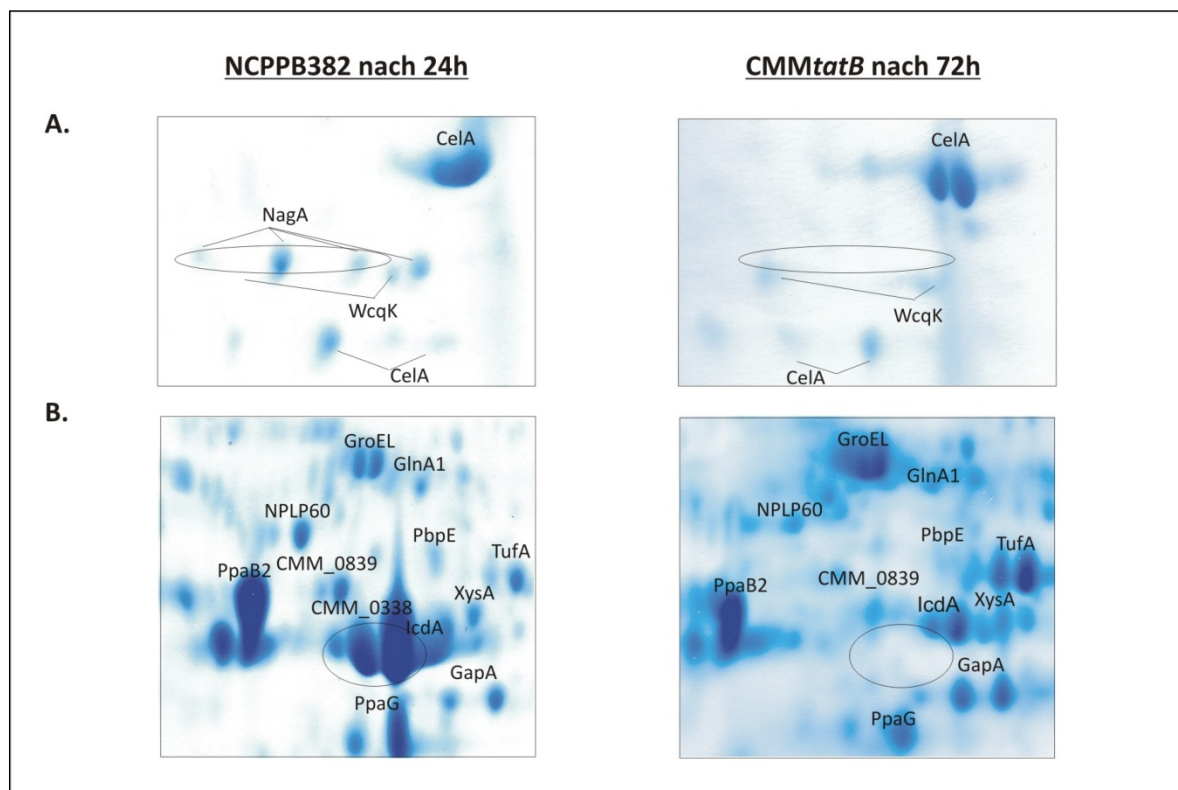 NCPPB382 nach 24h
CMMtatB nach 72h
A.
CelA
NagA
WcqK
CelA
CelA
WcqK
CelA
B.
GroEL
GlnA1
NPLP60
PbpE
TufA
CMM_0839
PpaB2
XysA
CMM_0338
IcdA
GapA
PpaG
GroEL
GlnA1
NPLP60
PbpE
TufA
CMM_0839
PpaB2
IcdA
XysA
GapA
PpaG